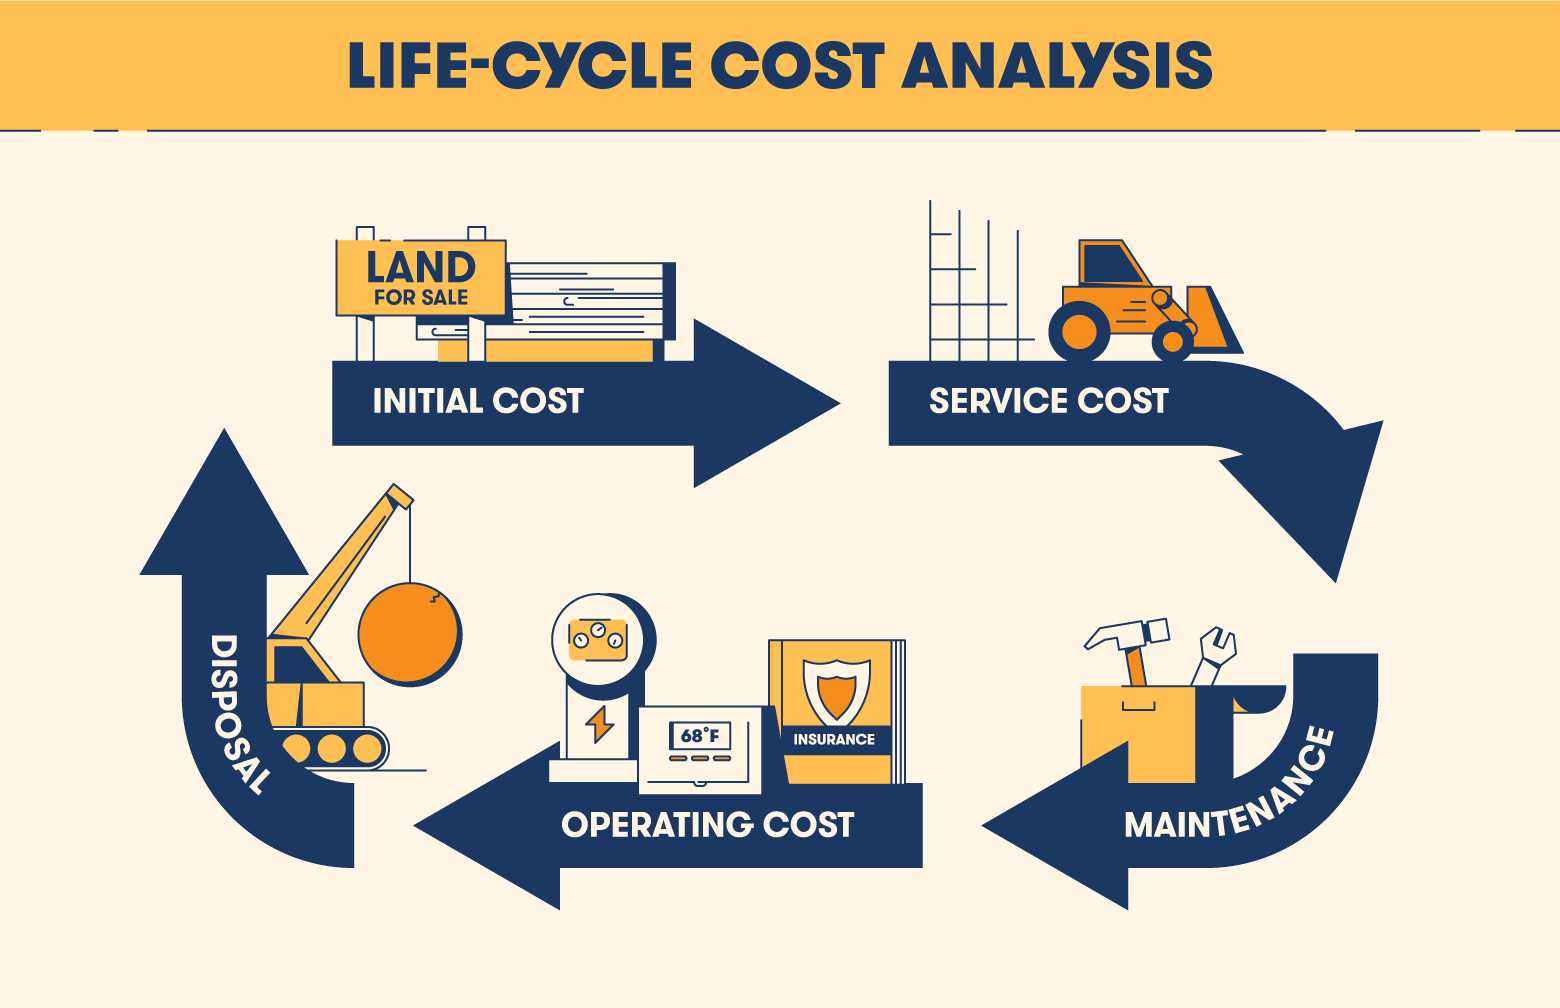 LIFE-CYCLE COST ANALYSIS
LAND
FOR SALE
INITIAL COST
SERVICE COST
MAINTENANCE
INSURANCE
68°F
OPERATING COST
DISPOSAL